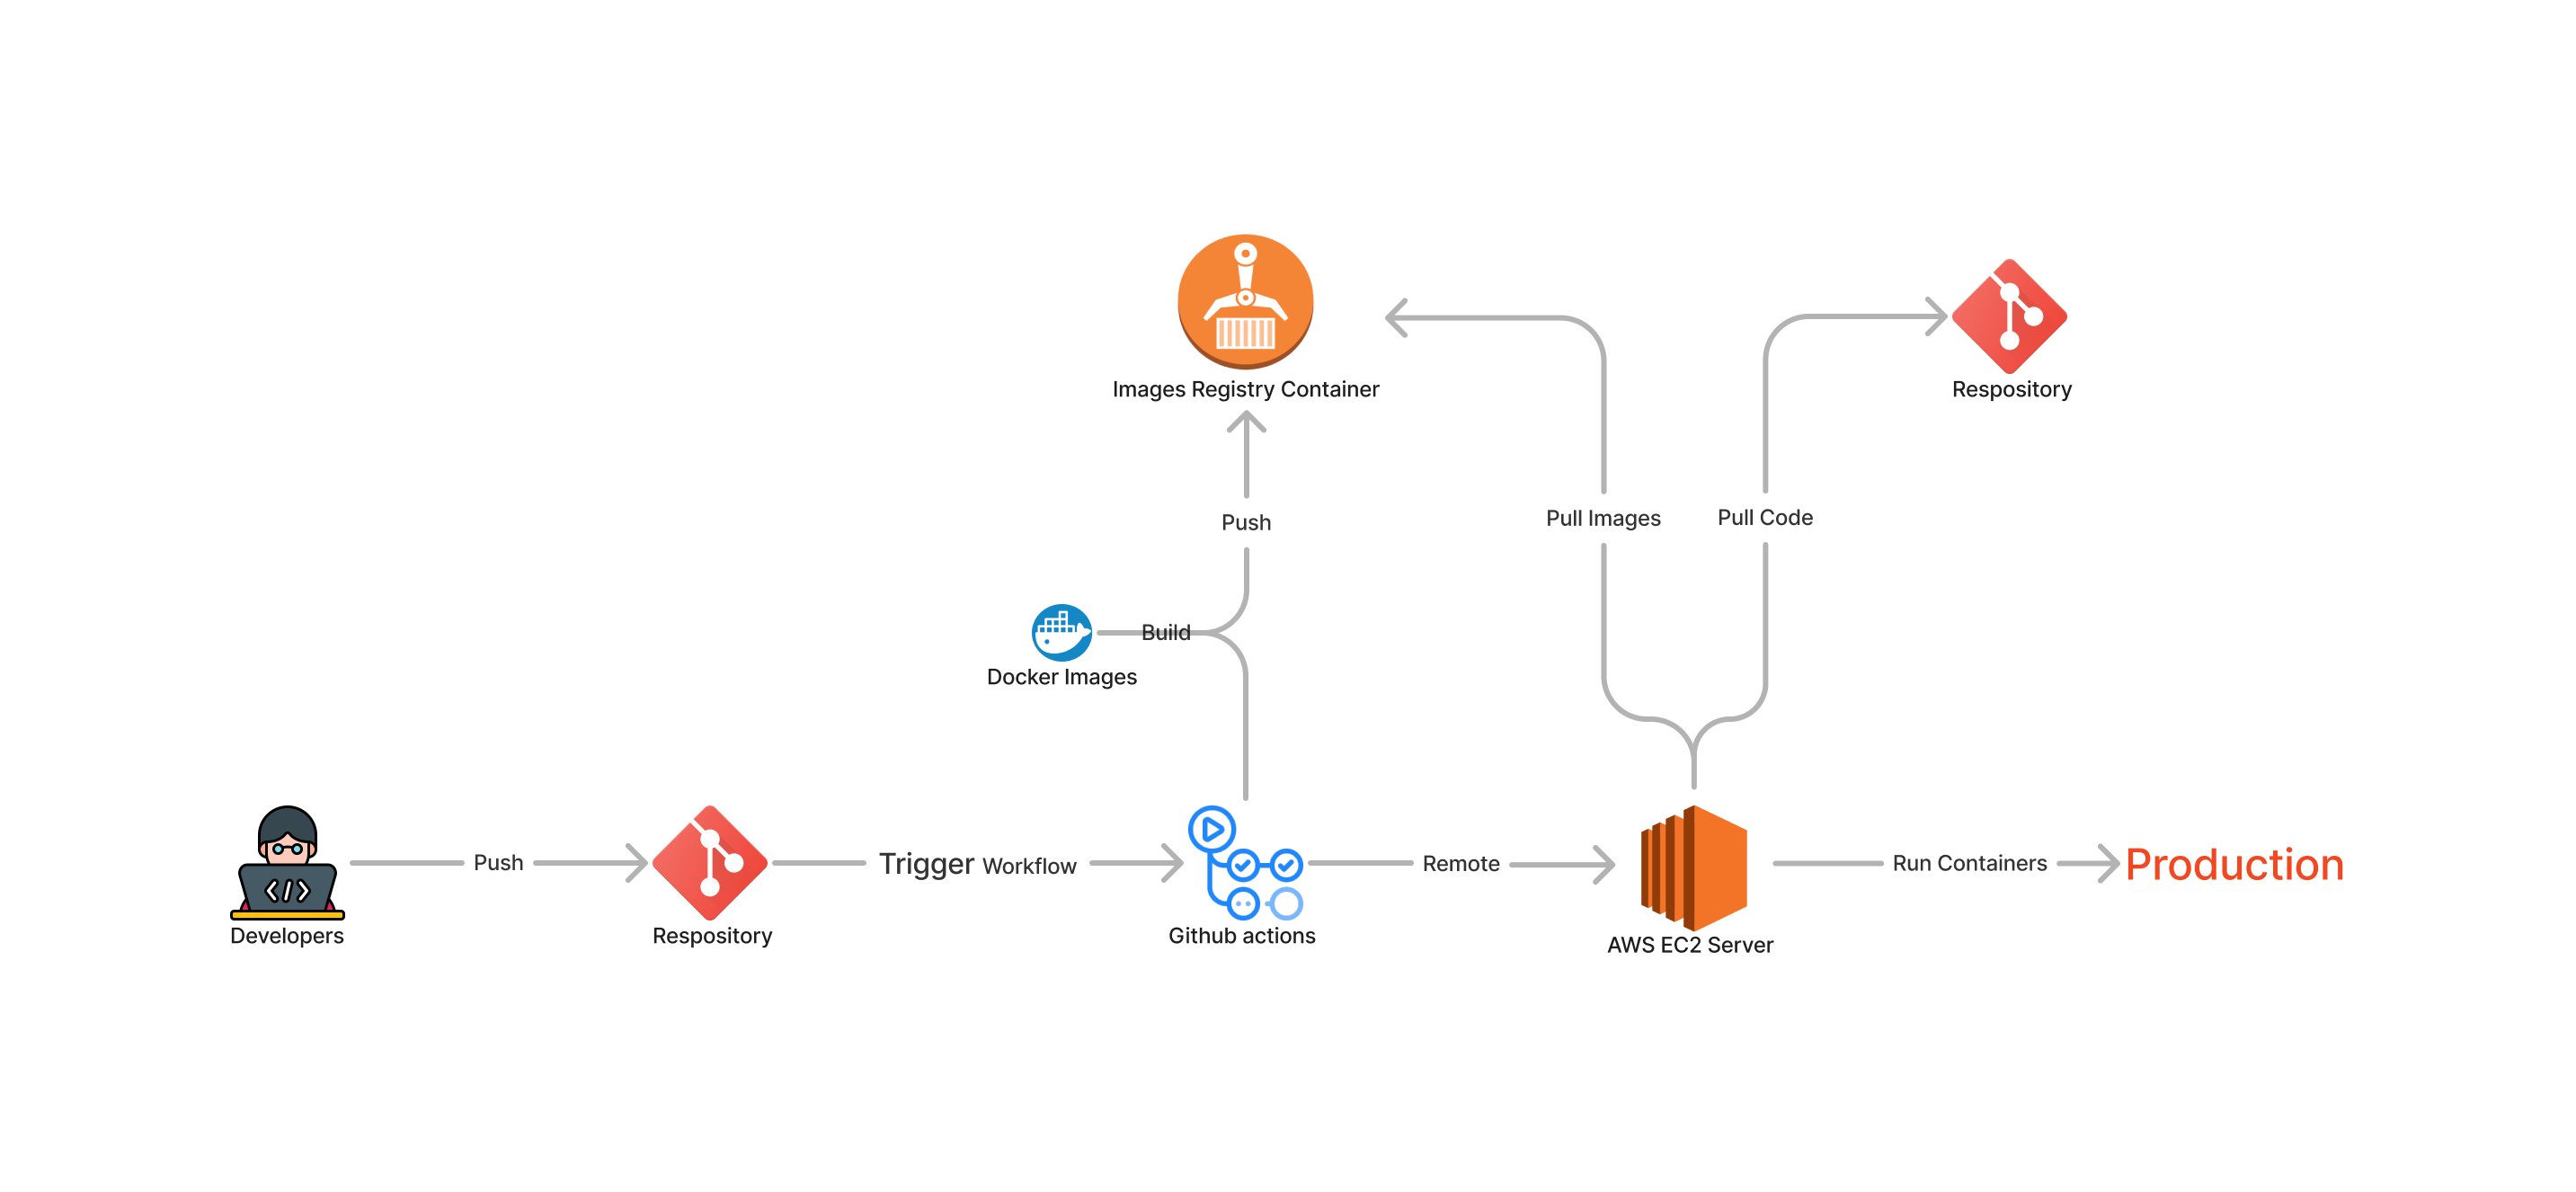 Images Registry Container
Respository
Push
Pull Images
Pull Code
Build
Docker Images
Push
Trigger Workflow
Remote
Run Containers
Production
Developers
Respository
Github actions
AWS EC2 Server